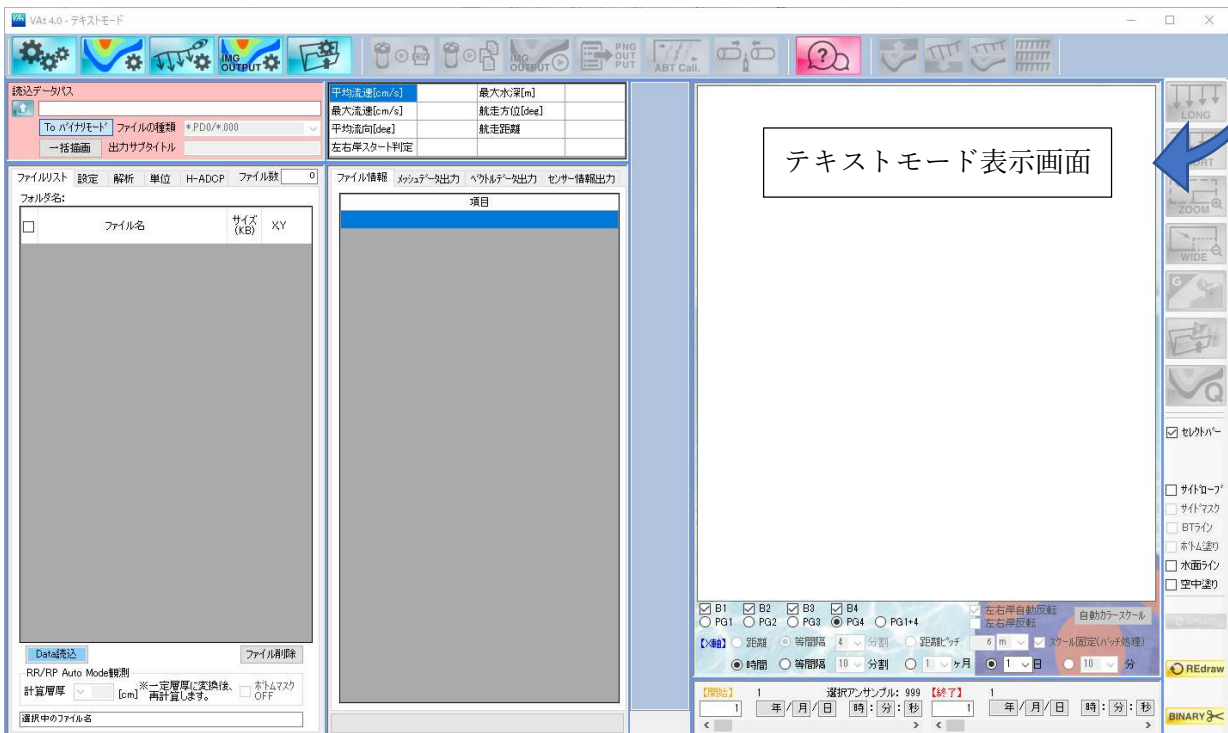 VAt 4.0 - テキストモード
IMG OUTPUT
IMG OUTPUT
PNG OUT PUT
ABT Cali.
読込データパス
To バイナリモード ファイルの種類 *.PD0/*.000
一括描画 出力サブタイトル
平均流速[cm/s] 最大水深[m]
最大流速[cm/s] 航走方位[deg]
平均流向[deg] 航走距離
左右岸スタート判定
ファイルリスト 設定 解析 単位 H-ADCP ファイル数 0
フォルダ名:
ファイル名 サイズ(KB) X,Y
Data読込 ファイル削除
RR/RP Auto Mode観測
計算層厚 [cm] ※一定層厚に変換後、再計算します。 ボトムマスクOFF
選択中のファイル名
ファイル情報 メッシュデータ出力 ベクトルデータ出力 センサー情報出力
項目
テキストモード表示画面
B1 B2 B3 B4 左右岸自動反転 自動カラースケール
PG1 PG2 PG3 PG4 PG1+4 左右岸反転
【X軸】 距離 等間隔 4 分割 距離ピッチ 6 m スケール固定(バッチ処理)
時間 等間隔 10 分割 1 ヶ月 1 日 10 分
【開始】 1 選択アンサンブル: 999 【終了】 1
1 年/月/日 時:分:秒 1 年/月/日 時:分:秒
LONG
ZOOM
WIDE
G
Q
セレクトバー
サイドロープ
サイドマスク
BTライン
ボトム塗り
水面ライン
空中塗り
REdraw
BINARY